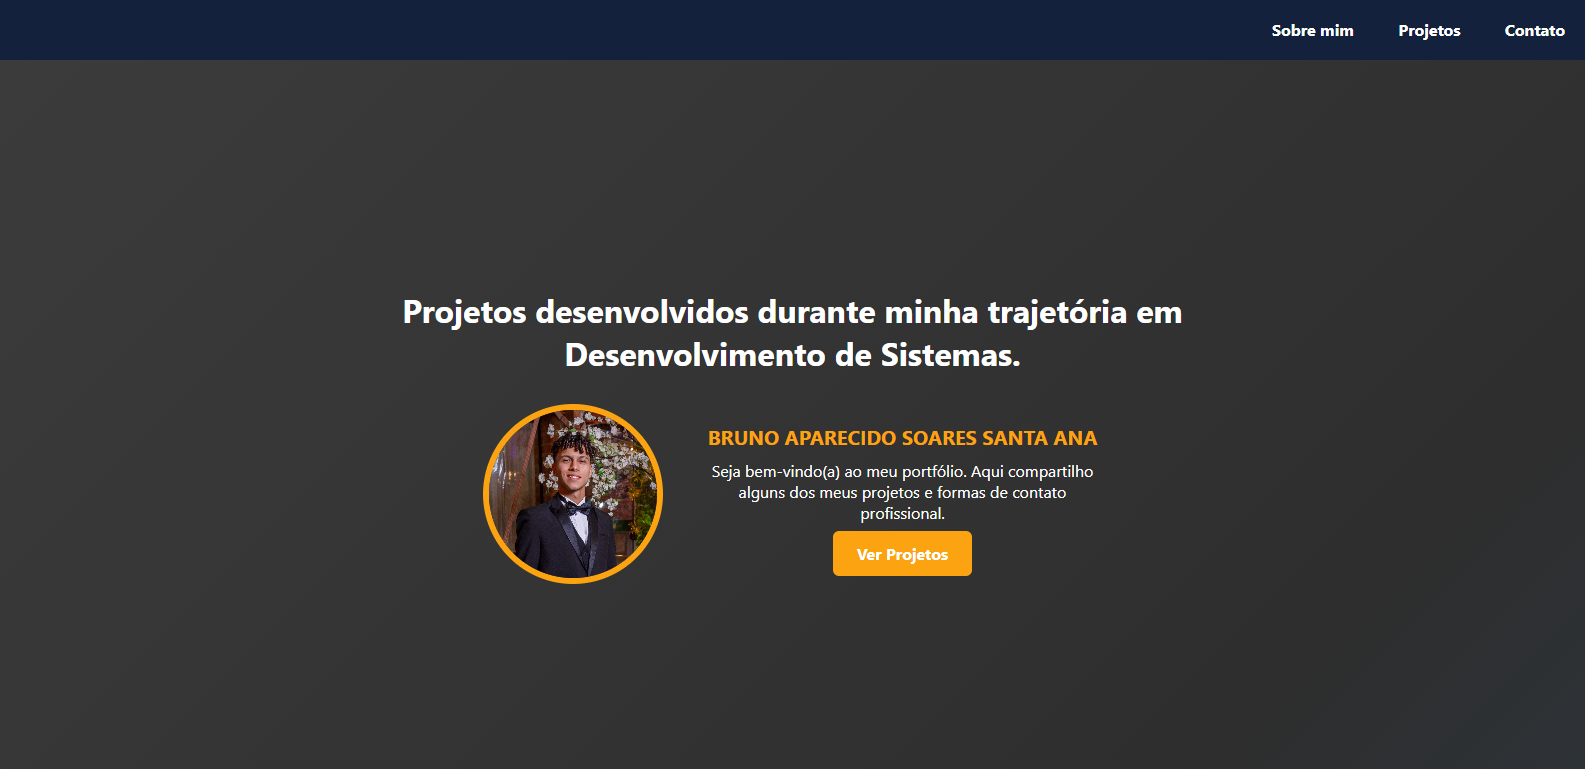 Sobre mim Projetos Contato
Projetos desenvolvidos durante minha trajetória em
Desenvolvimento de Sistemas.
BRUNO APARECIDO SOARES SANTA ANA
Seja bem-vindo(a) ao meu portfólio. Aqui compartilho
alguns dos meus projetos e formas de contato
profissional.
Ver Projetos